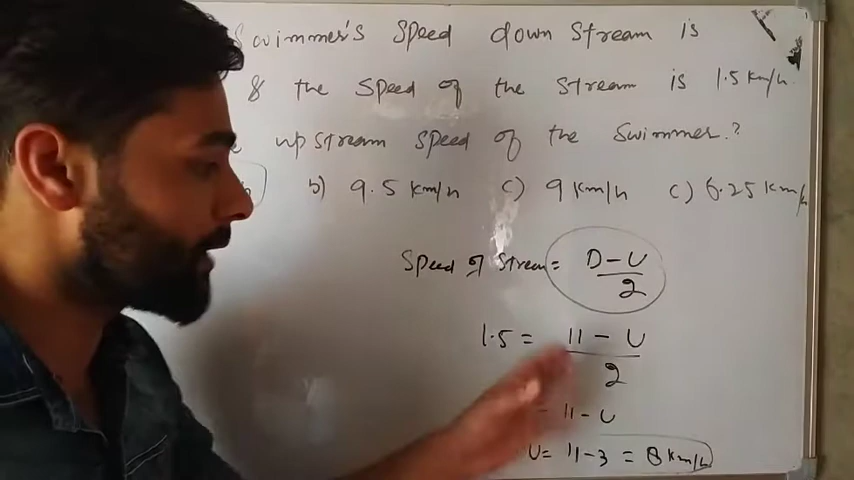 Swimmer's Speed down Stream is
& the Speed of the Stream is 1.5 km/h
upstream Speed of the Swimmer.?
b) 9.5 km/h c) 9 km/h c) 6.25 km/h
Speed of Stream = D-U/2
1.5 = 11-U/2
11-U
U= 11-3 = 8 km/h